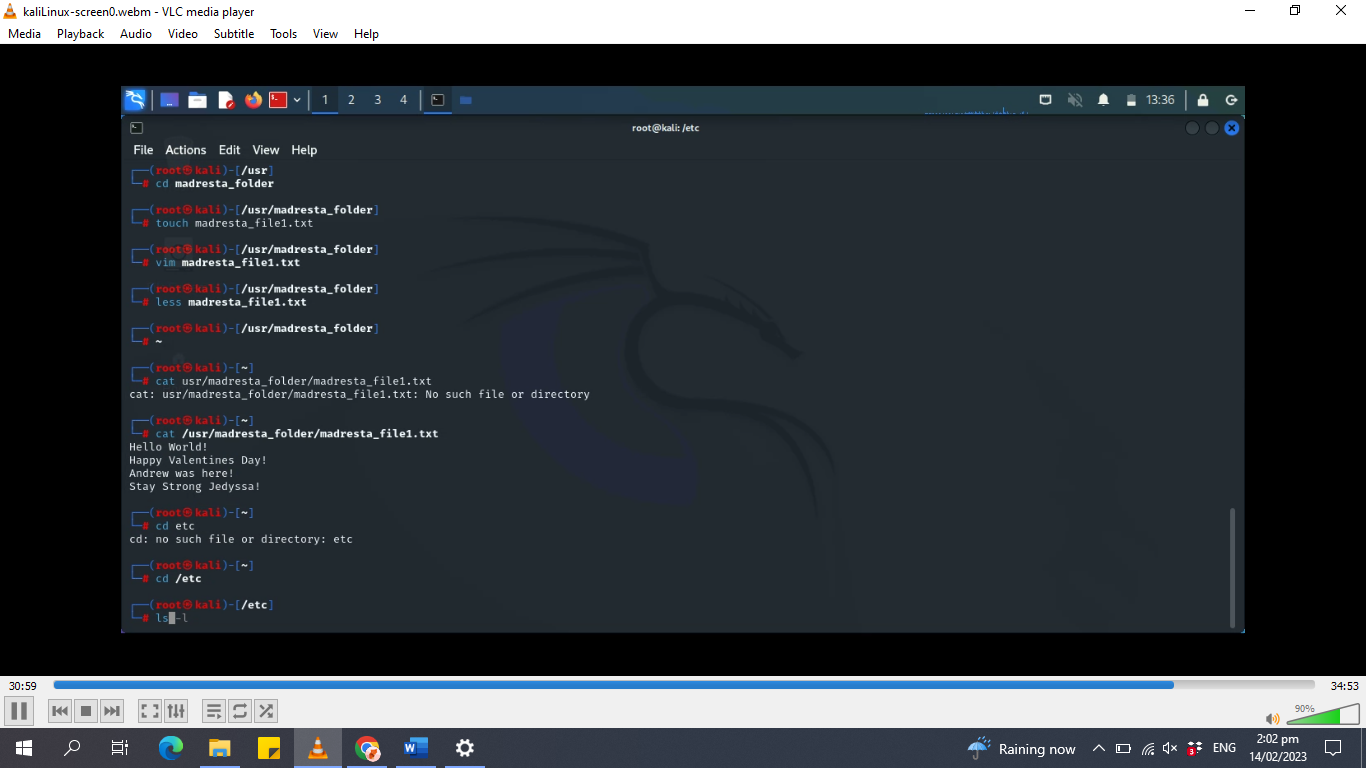 kaliLinux-screen0.webm - VLC media player
Media Playback Audio Video Subtitle Tools View Help
1 2 3 4 13:36
root@kali: /etc
File Actions Edit View Help
┌──(root㉿kali)-[/usr]
└─# cd madresta_folder
┌──(root㉿kali)-[/usr/madresta_folder]
└─# touch madresta_file1.txt
┌──(root㉿kali)-[/usr/madresta_folder]
└─# vim madresta_file1.txt
┌──(root㉿kali)-[/usr/madresta_folder]
└─# less madresta_file1.txt
┌──(root㉿kali)-[/usr/madresta_folder]
└─# ~
┌──(root㉿kali)-[~]
└─# cat usr/madresta_folder/madresta_file1.txt
cat: usr/madresta_folder/madresta_file1.txt: No such file or directory
┌──(root㉿kali)-[~]
└─# cat /usr/madresta_folder/madresta_file1.txt
Hello World!
Happy Valentines Day!
Andrew was here!
Stay Strong Jedyssa!
┌──(root㉿kali)-[~]
└─# cd etc
cd: no such file or directory: etc
┌──(root㉿kali)-[~]
└─# cd /etc
┌──(root㉿kali)-[/etc]
└─# ls -l
30:59 34:53
90%
Raining now ENG 2:02 pm
14/02/2023